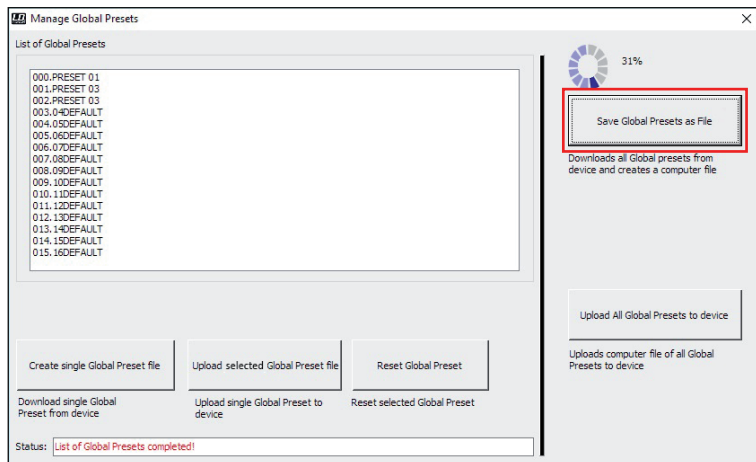 LD Manage Global Presets
List of Global Presets
000.PRESET 01
001.PRESET 03
002.PRESET 03
003.04DEFAULT
004.05DEFAULT
005.06DEFAULT
006.07DEFAULT
007.08DEFAULT
008.09DEFAULT
009.10DEFAULT
010.11DEFAULT
011.12DEFAULT
012.13DEFAULT
013.14DEFAULT
014.15DEFAULT
015.16DEFAULT
31%
Save Global Presets as File
Downloads all Global presets from
device and creates a computer file
Upload All Global Presets to device
Uploads computer file of all Global
Presets to device
Create single Global Preset file
Download single Global
Preset from device
Upload selected Global Preset file
Upload single Global Preset to
device
Reset Global Preset
Reset selected Global Preset
Status: List of Global Presets completed!